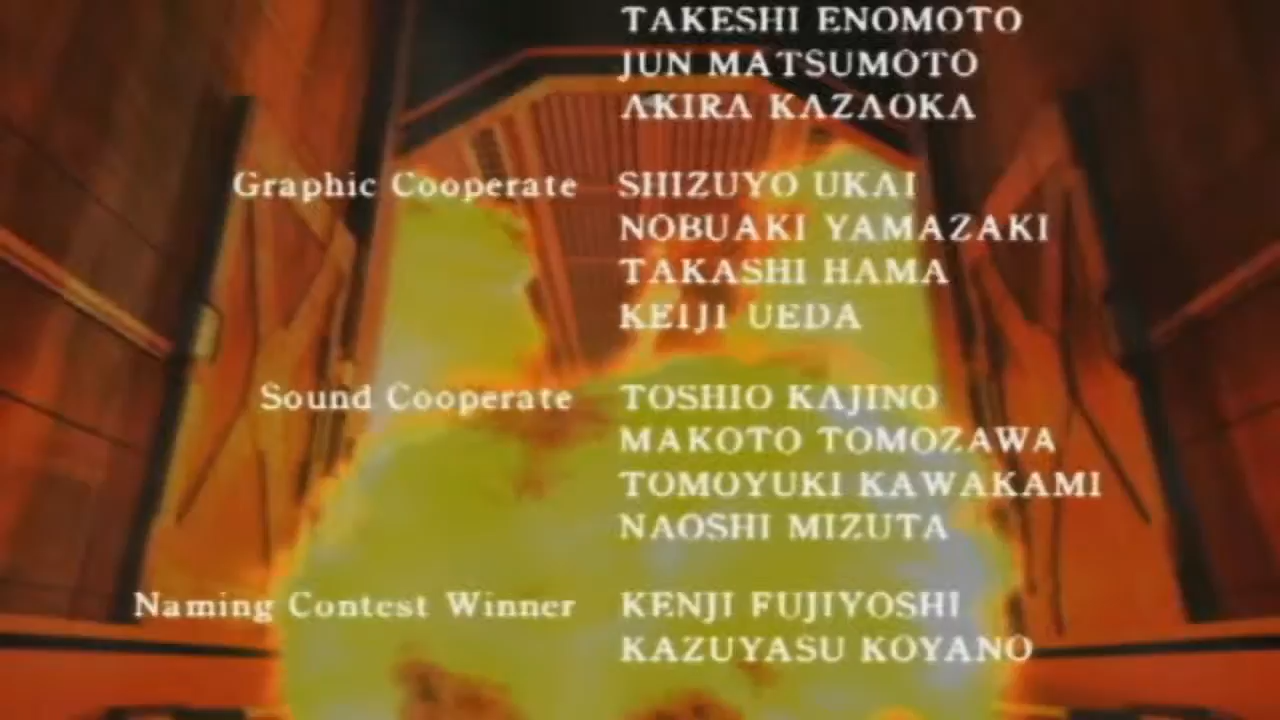 TAKESHI ENOMOTO
JUN MATSUMOTO
AKIRA KAZAOKA
Graphic Cooperate SHIZUYO UKAI
NOBUAKI YAMAZAKI
TAKASHI HAMA
KEIJI UEDA
Sound Cooperate TOSHIO KAJINO
MAKOTO TOMOZAWA
TOMOYUKI KAWAKAMI
NAOSHI MIZUTA
Naming Contest Winner KENJI FUJIYOSHI
KAZUYASU KOYANO